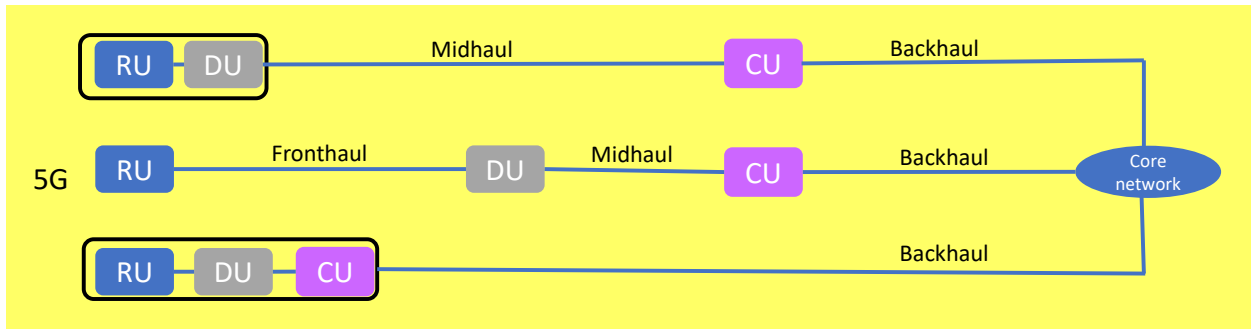 Midhaul
Backhaul
RU
DU
CU
5G
RU
Fronthaul
DU
Midhaul
CU
Backhaul
Core
network
RU
DU
CU
Backhaul